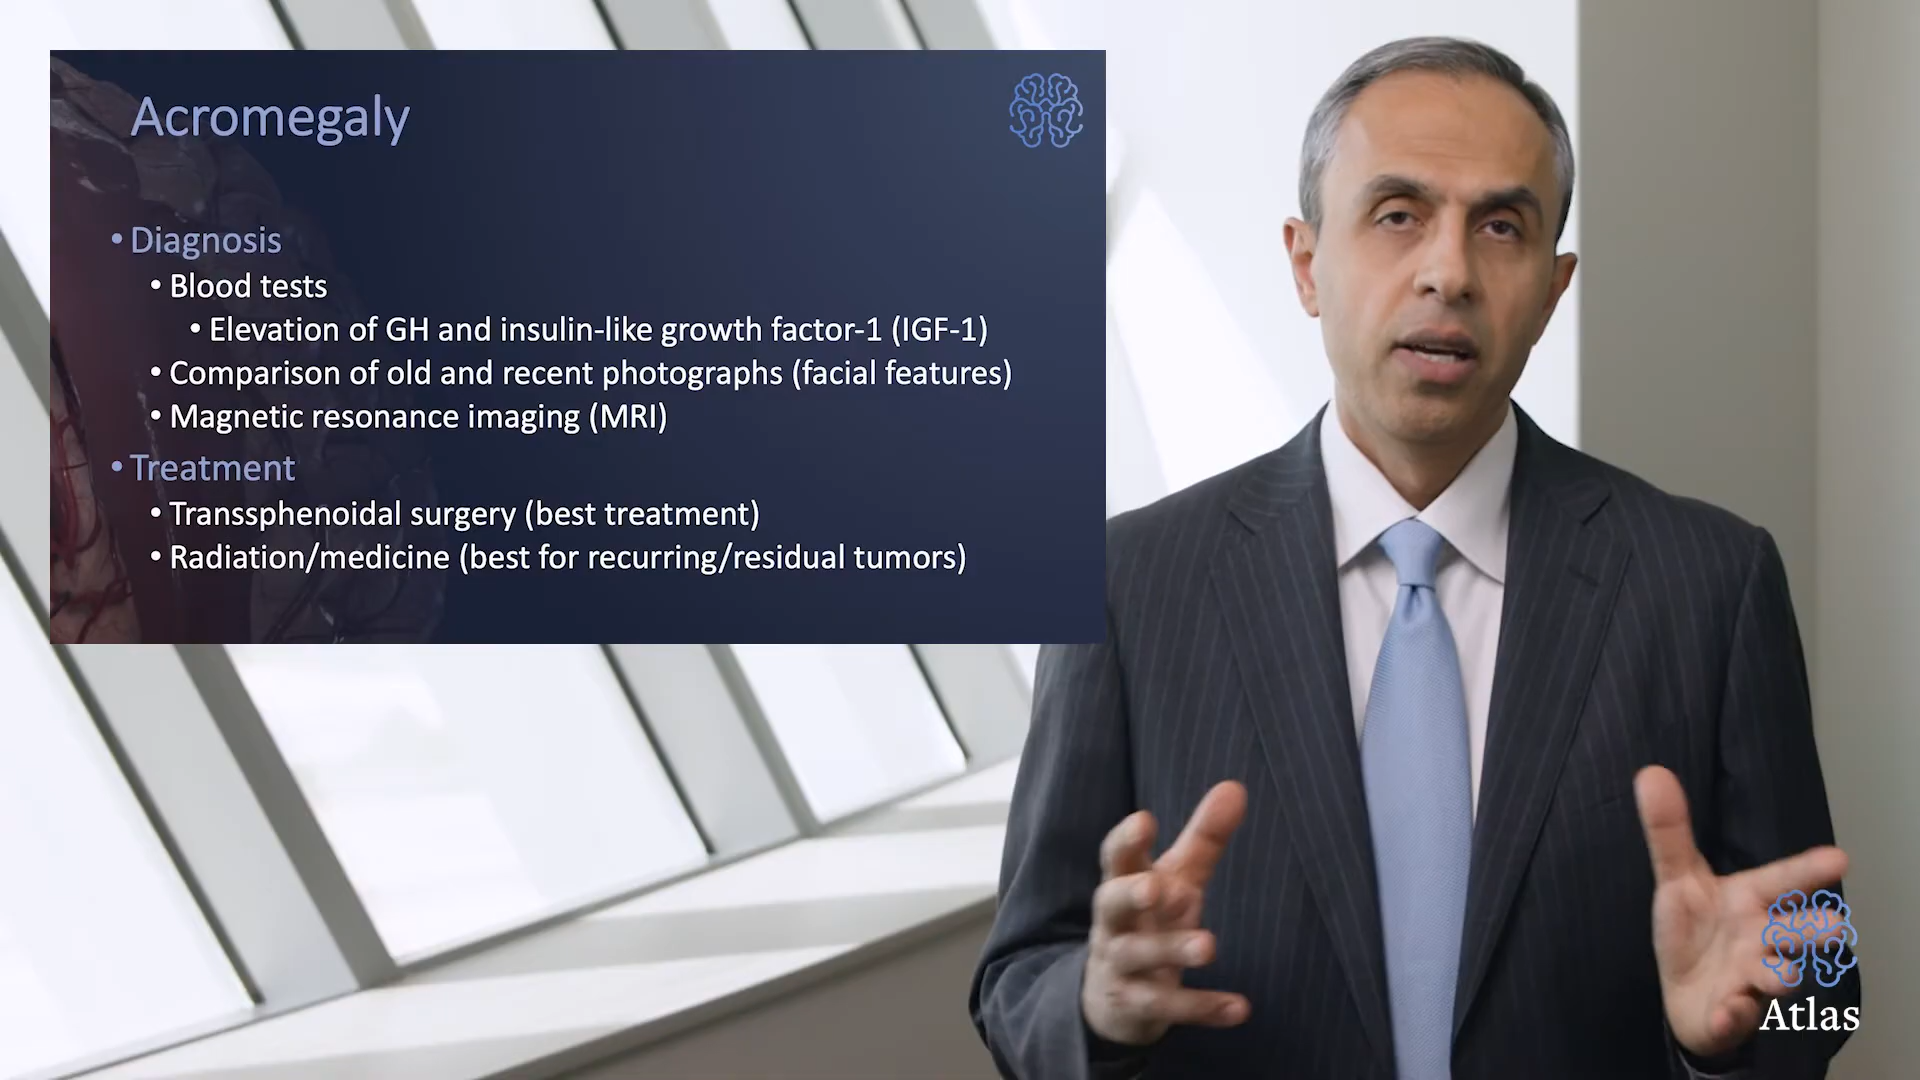 Acromegaly
• Diagnosis
• Blood tests
• Elevation of GH and insulin-like growth factor-1 (IGF-1)
• Comparison of old and recent photographs (facial features)
• Magnetic resonance imaging (MRI)
• Treatment
• Transsphenoidal surgery (best treatment)
• Radiation/medicine (best for recurring/residual tumors)
Atlas